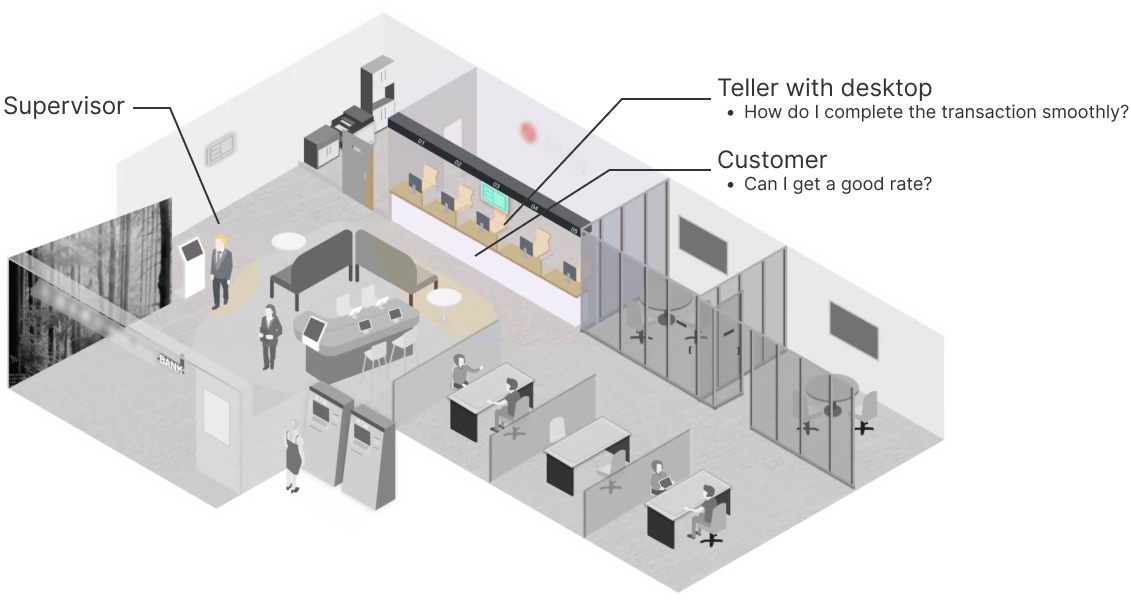 Supervisor
Teller with desktop
• How do I complete the transaction smoothly?
Customer
• Can I get a good rate?
01
02
03
04
05
BANK